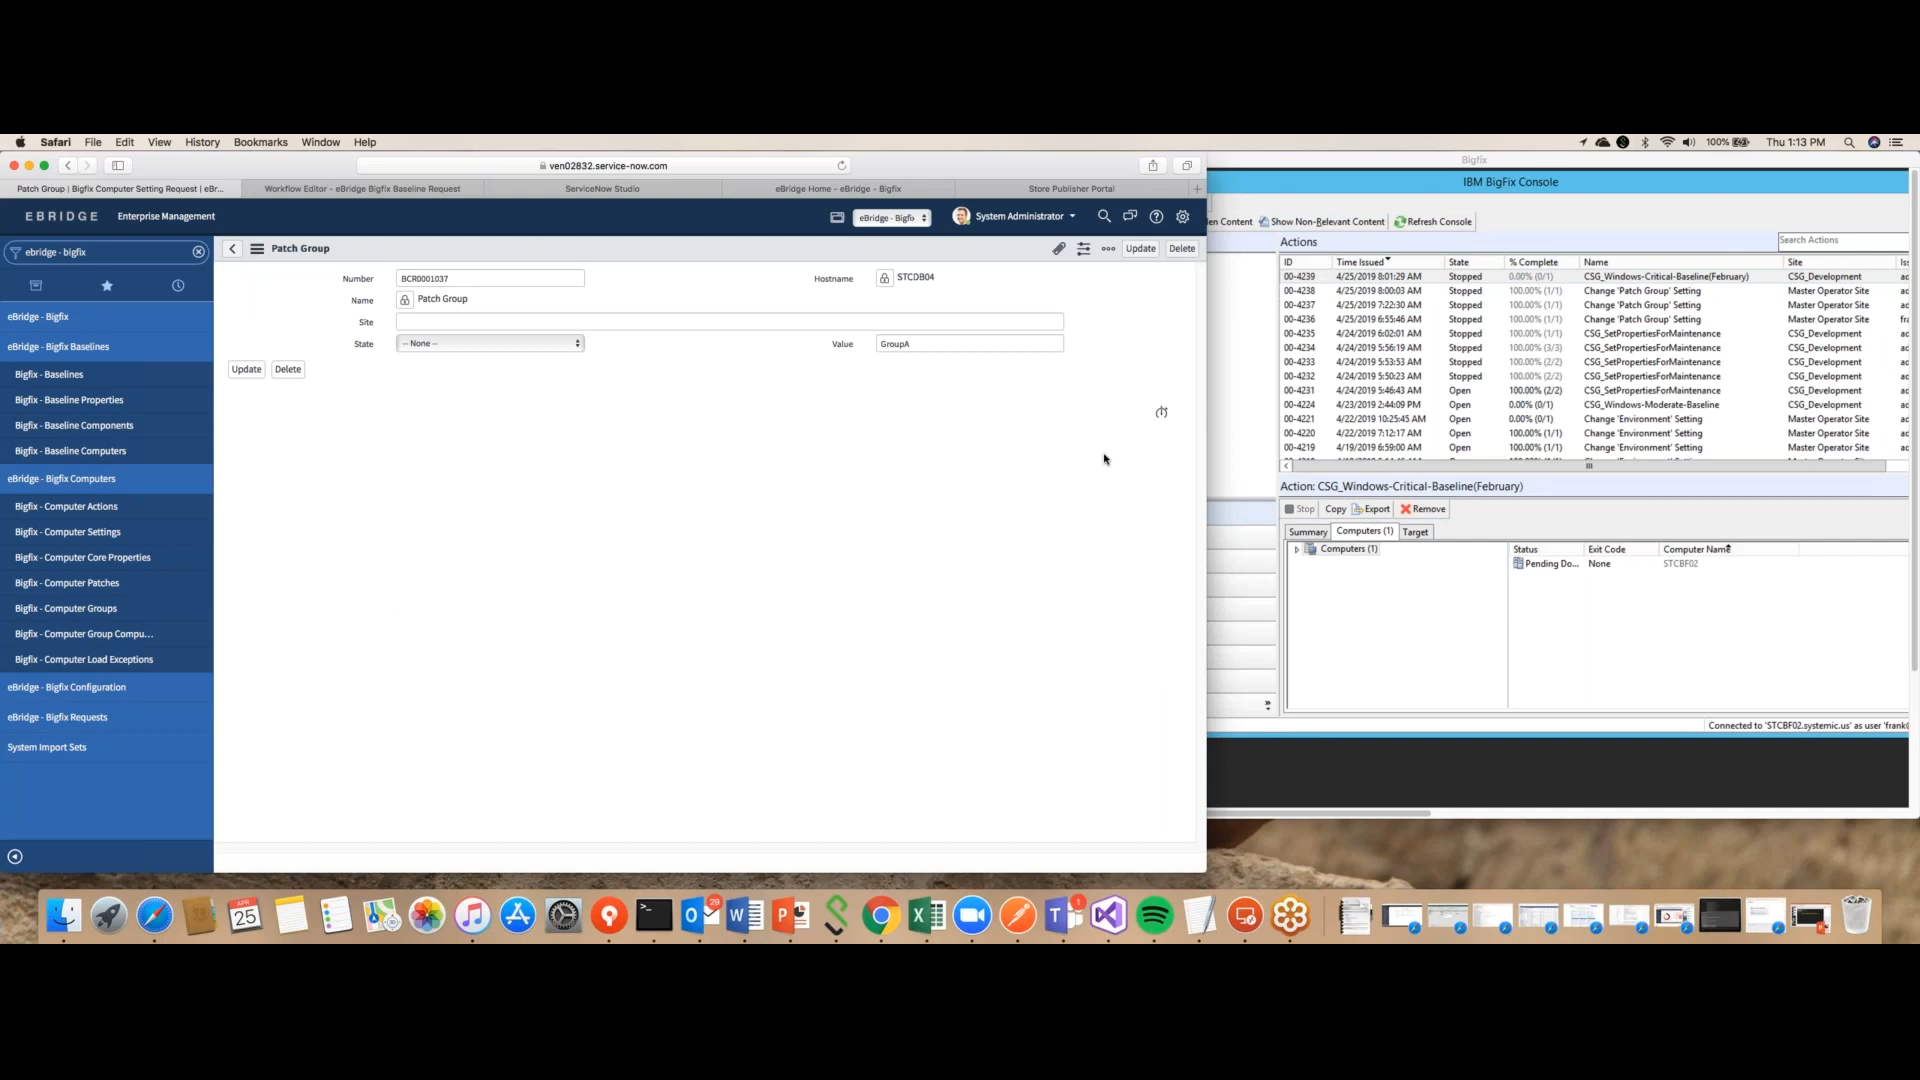 Safari File Edit View History Bookmarks Window Help
100% Thu 1:13 PM
ven02832.service-now.com
Patch Group | Bigfix Computer Setting Request | eBr...
Workflow Editor - eBridge Bigfix Baseline Request
ServiceNow Studio
eBridge Home - eBridge - Bigfix
Store Publisher Portal
EBRIDGE Enterprise Management
eBridge - Bigfix
System Administrator
ebridge - bigfix
eBridge - Bigfix
eBridge - Bigfix Baselines
Bigfix - Baselines
Bigfix - Baseline Properties
Bigfix - Baseline Components
Bigfix - Baseline Computers
eBridge - Bigfix Computers
Bigfix - Computer Actions
Bigfix - Computer Settings
Bigfix - Computer Core Properties
Bigfix - Computer Patches
Bigfix - Computer Groups
Bigfix - Computer Group Compu...
Bigfix - Computer Load Exceptions
eBridge - Bigfix Configuration
eBridge - Bigfix Requests
System Import Sets
Patch Group
Update Delete
Number BCR0001037
Hostname STCDB04
Name Patch Group
Site
State -- None --
Value GroupA
Update Delete
Bigfix
IBM BigFix Console
en Content Show Non-Relevant Content Refresh Console
Actions
Search Actions
ID Time Issued State % Complete Name Site
00-4239 4/25/2019 8:01:29 AM Stopped 0.00% (0/1) CSG_Windows-Critical-Baseline(February) CSG_Development
00-4238 4/25/2019 8:00:03 AM Stopped 100.00% (1/1) Change 'Patch Group' Setting Master Operator Site
00-4237 4/25/2019 7:22:30 AM Stopped 100.00% (1/1) Change 'Patch Group' Setting Master Operator Site
00-4236 4/25/2019 6:55:46 AM Stopped 100.00% (1/1) Change 'Patch Group' Setting Master Operator Site
00-4235 4/24/2019 6:02:01 AM Stopped 100.00% (1/1) CSG_SetPropertiesForMaintenance CSG_Development
00-4234 4/24/2019 5:56:19 AM Stopped 100.00% (3/3) CSG_SetPropertiesForMaintenance CSG_Development
00-4233 4/24/2019 5:53:53 AM Stopped 100.00% (2/2) CSG_SetPropertiesForMaintenance CSG_Development
00-4232 4/24/2019 5:50:23 AM Stopped 100.00% (2/2) CSG_SetPropertiesForMaintenance CSG_Development
00-4231 4/24/2019 5:46:43 AM Open 100.00% (2/2) CSG_SetPropertiesForMaintenance CSG_Development
00-4224 4/23/2019 2:44:09 PM Open 0.00% (0/1) CSG_Windows-Moderate-Baseline CSG_Development
00-4221 4/22/2019 10:25:45 AM Open 0.00% (0/1) Change 'Environment' Setting Master Operator Site
00-4220 4/22/2019 7:12:17 AM Open 100.00% (1/1) Change 'Environment' Setting Master Operator Site
00-4219 4/19/2019 6:59:00 AM Open 100.00% (1/1) Change 'Environment' Setting Master Operator Site
Action: CSG_Windows-Critical-Baseline(February)
Stop Copy Export Remove
Summary Computers (1) Target
Computers (1)
Status Exit Code Computer Name
Pending Do... None STCBF02
Connected to 'STCBF02.systemic.us' as user 'frank
APR 25
29
1